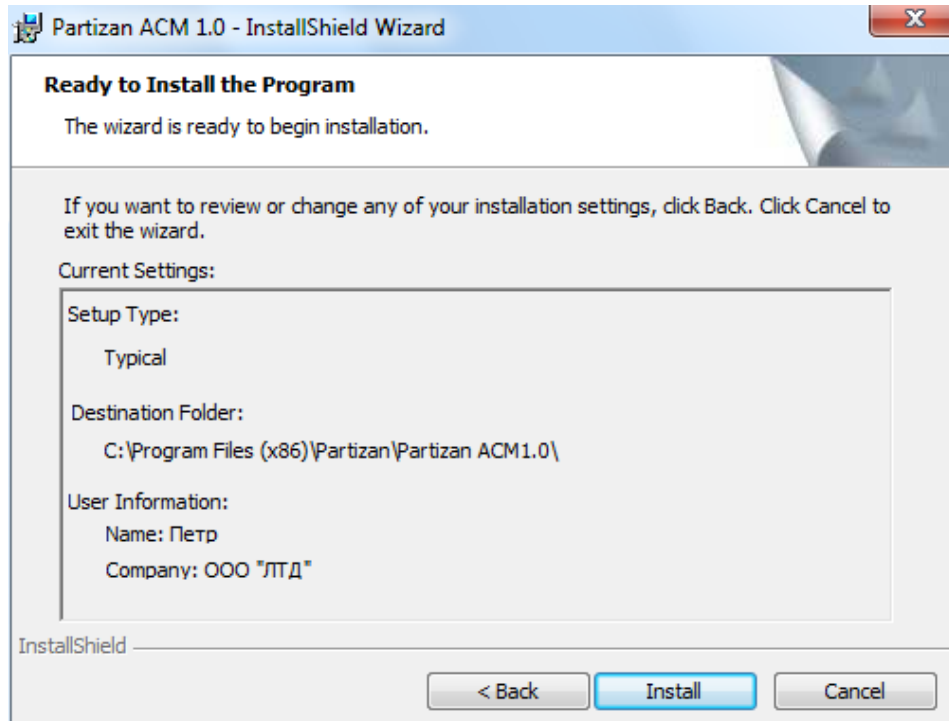 Partizan ACM 1.0 - InstallShield Wizard
Ready to Install the Program
The wizard is ready to begin installation.
If you want to review or change any of your installation settings, click Back. Click Cancel to
exit the wizard.
Current Settings:
Setup Type:
Typical
Destination Folder:
C:\Program Files (x86)\Partizan\Partizan ACM1.0\
User Information:
Name: Петр
Company: ООО "ЛТД"
InstallShield
< Back Install Cancel